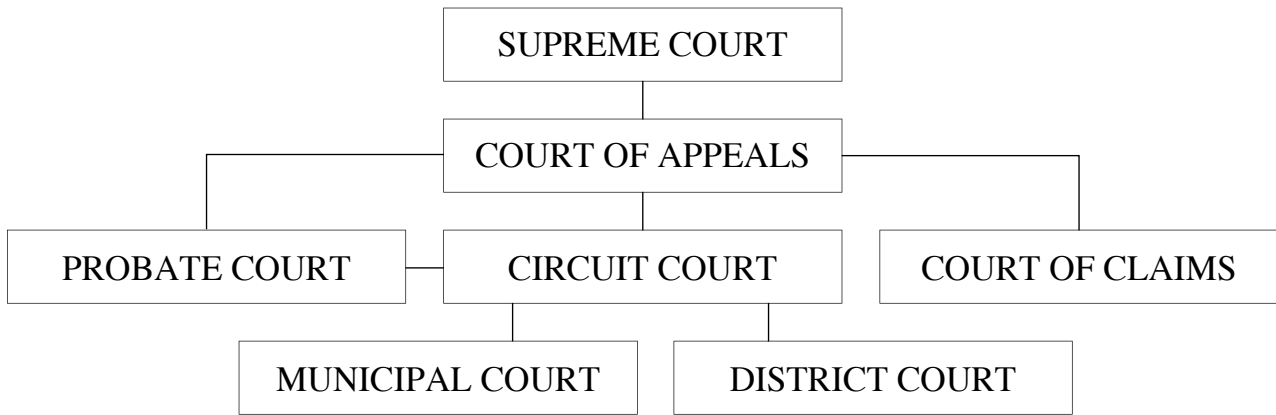 SUPREME COURT
COURT OF APPEALS
PROBATE COURT
CIRCUIT COURT
COURT OF CLAIMS
MUNICIPAL COURT
DISTRICT COURT